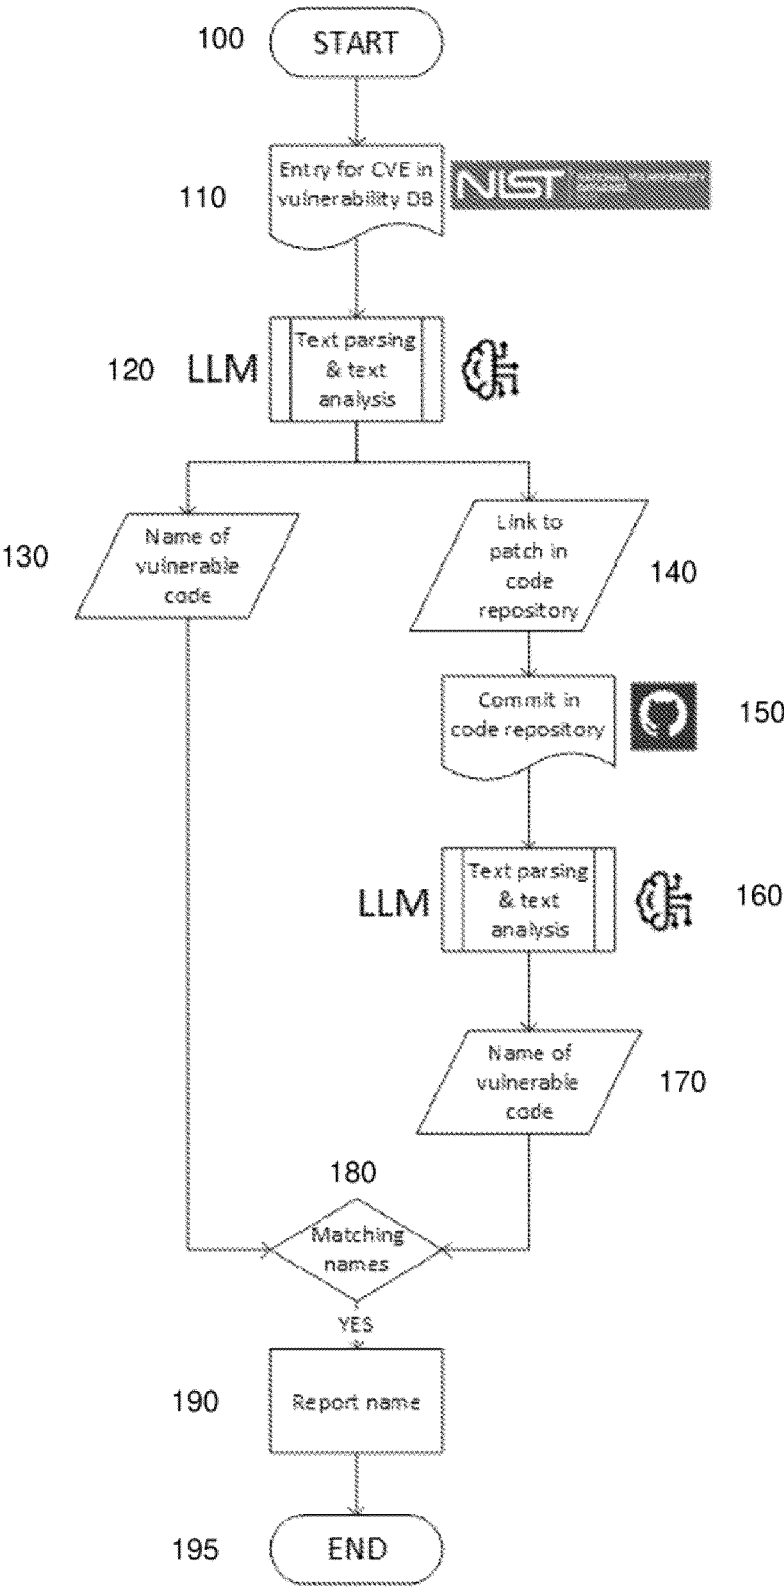 100
START
110
Entry for CVE in
vulnerability DB
NIST
120
LLM
Text parsing
& text
analysis
130
Name of
vulnerable
code
Link to
patch in
code
repository
140
Commit in
code repository
150
LLM
Text parsing
& text
analysis
160
Name of
vulnerable
code
170
180
Matching
names
YES
190
Report name
195
END